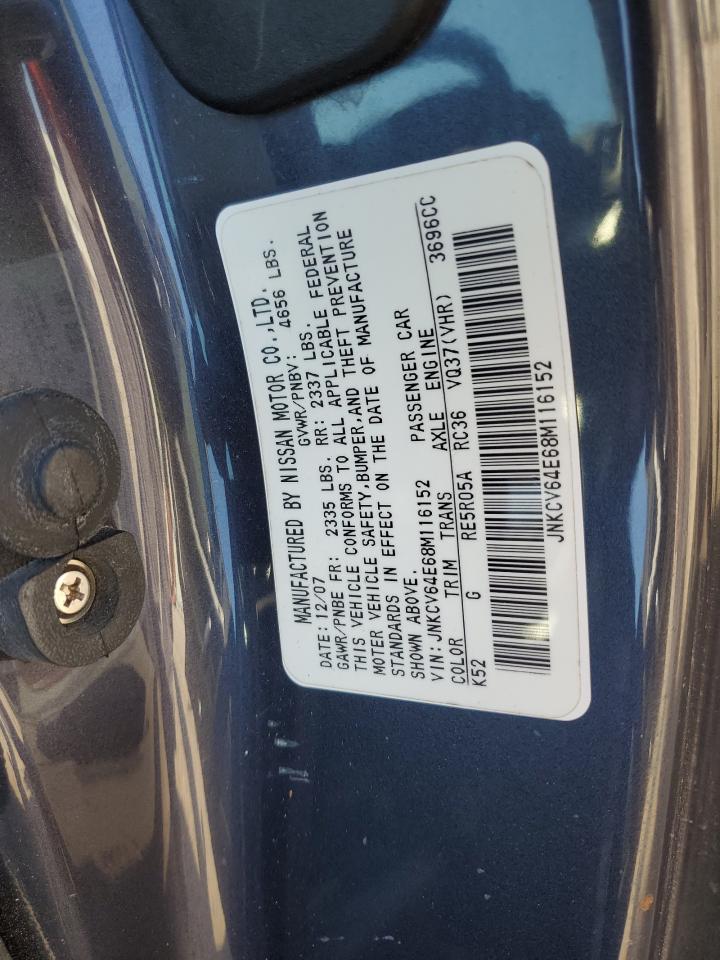 MANUFACTURED BY NISSAN MOTOR CO.,LTD.
DATE: 12/07 GVWR/PNBV: 4656 LBS.
GAWR/PNBE FR: 2335 LBS. RR: 2337 LBS.
THIS VEHICLE CONFORMS TO ALL APPLICABLE FEDERAL
MOTER VEHICLE SAFETY,BUMPER,AND THEFT PREVENTION
STANDARDS IN EFFECT ON THE DATE OF MANUFACTURE
SHOWN ABOVE.
VIN:JNKCV64E68M116152 PASSENGER CAR
COLOR TRIM TRANS AXLE ENGINE
K52 G RE5R05A RC36 VQ37(VHR) 3696CC
JNKCV64E68M116152